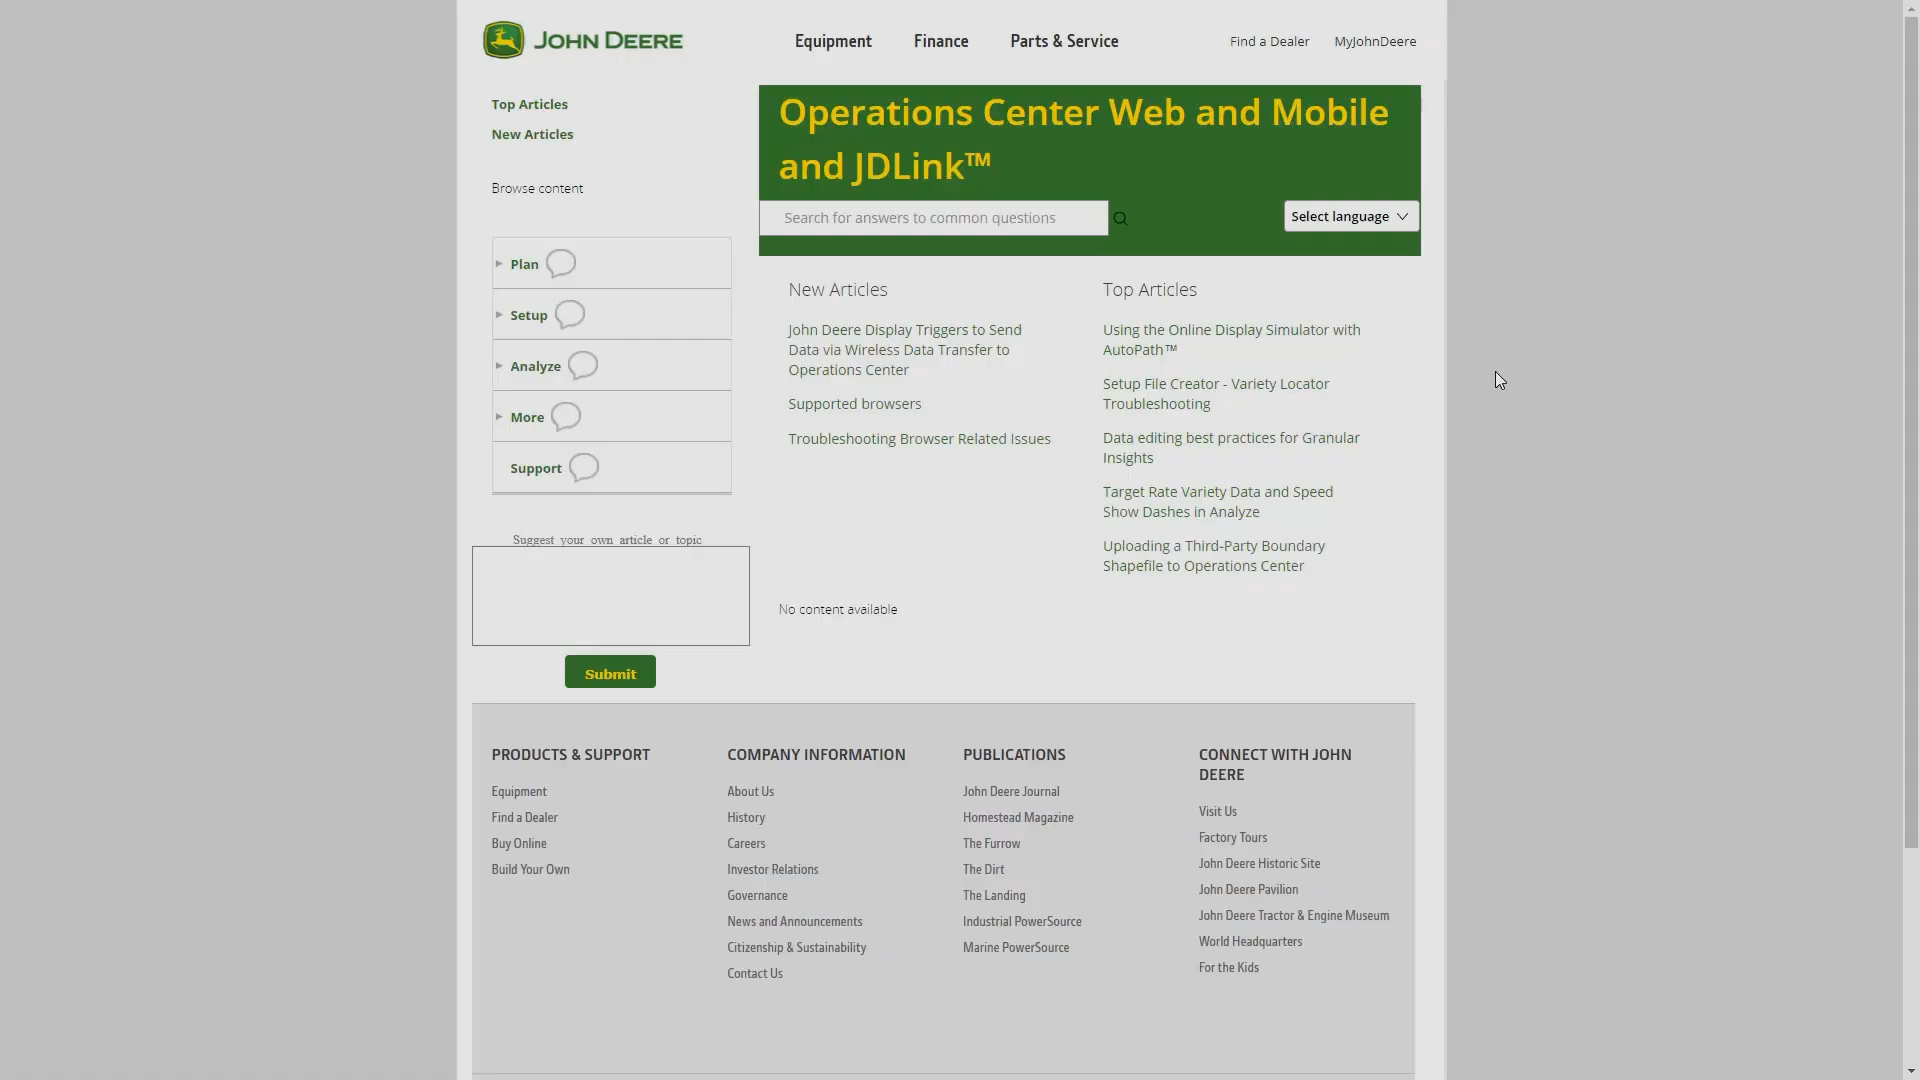 JOHN DEERE
Equipment
Finance
Parts & Service
Find a Dealer
MyJohnDeere
Top Articles
New Articles
Browse content
Plan
Setup
Analyze
More
Support
Suggest your own article or topic
Submit
Operations Center Web and Mobile
and JDLink™
Search for answers to common questions
Select language
New Articles
John Deere Display Triggers to Send
Data via Wireless Data Transfer to
Operations Center
Supported browsers
Troubleshooting Browser Related Issues
Top Articles
Using the Online Display Simulator with
AutoPath™
Setup File Creator - Variety Locator
Troubleshooting
Data editing best practices for Granular
Insights
Target Rate Variety Data and Speed
Show Dashes in Analyze
Uploading a Third-Party Boundary
Shapefile to Operations Center
No content available
PRODUCTS & SUPPORT
Equipment
Find a Dealer
Buy Online
Build Your Own
COMPANY INFORMATION
About Us
History
Careers
Investor Relations
Governance
News and Announcements
Citizenship & Sustainability
Contact Us
PUBLICATIONS
John Deere Journal
Homestead Magazine
The Furrow
The Dirt
The Landing
Industrial PowerSource
Marine PowerSource
CONNECT WITH JOHN
DEERE
Visit Us
Factory Tours
John Deere Historic Site
John Deere Pavilion
John Deere Tractor & Engine Museum
World Headquarters
For the Kids